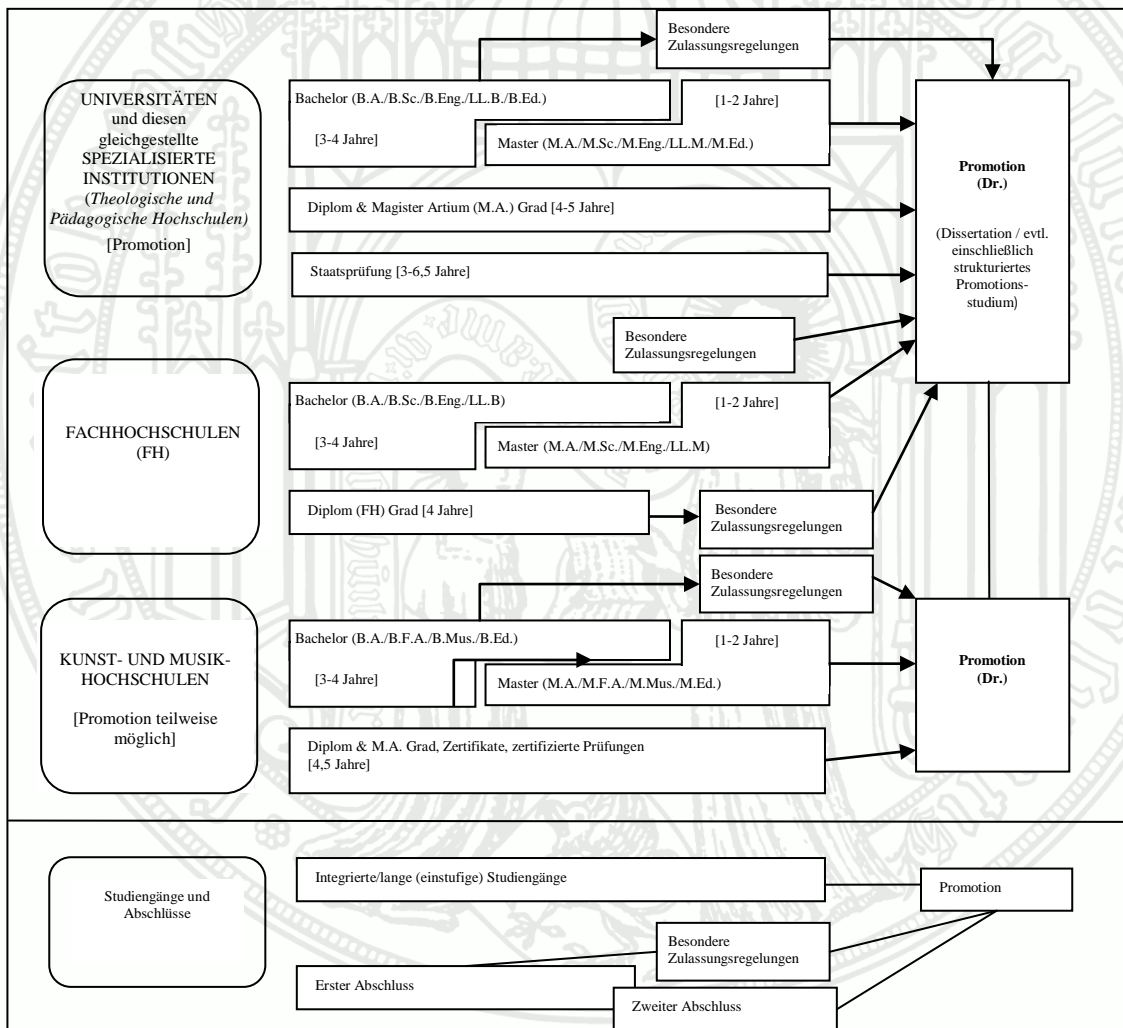 Besondere
Zulassungsregelungen
UNIVERSITÄTEN
und diesen
gleichgestellte
SPEZIALISIERTE
INSTITUTIONEN
(Theologische und
Pädagogische Hochschulen)
[Promotion]
Bachelor (B.A./B.Sc./B.Eng./LL.B./B.Ed.)
[3-4 Jahre]
[1-2 Jahre]
Master (M.A./M.Sc./M.Eng./LL.M./M.Ed.)
Diplom & Magister Artium (M.A.) Grad [4-5 Jahre]
Staatsprüfung [3-6,5 Jahre]
Promotion
(Dr.)
(Dissertation / evtl.
einschließlich
strukturiertes
Promotions-
studium)
Besondere
Zulassungsregelungen
FACHHOCHSCHULEN
(FH)
Bachelor (B.A./B.Sc./B.Eng./LL.B)
[3-4 Jahre]
[1-2 Jahre]
Master (M.A./M.Sc./M.Eng./LL.M)
Diplom (FH) Grad [4 Jahre]
Besondere
Zulassungsregelungen
Besondere
Zulassungsregelungen
KUNST- UND MUSIK-
HOCHSCHULEN
[Promotion teilweise
möglich]
Bachelor (B.A./B.F.A./B.Mus./B.Ed.)
[3-4 Jahre]
[1-2 Jahre]
Master (M.A./M.F.A./M.Mus./M.Ed.)
Diplom & M.A. Grad, Zertifikate, zertifizierte Prüfungen
[4,5 Jahre]
Promotion
(Dr.)
Studiengänge und
Abschlüsse
Integrierte/lange (einstufige) Studiengänge
Promotion
Besondere
Zulassungsregelungen
Erster Abschluss
Zweiter Abschluss